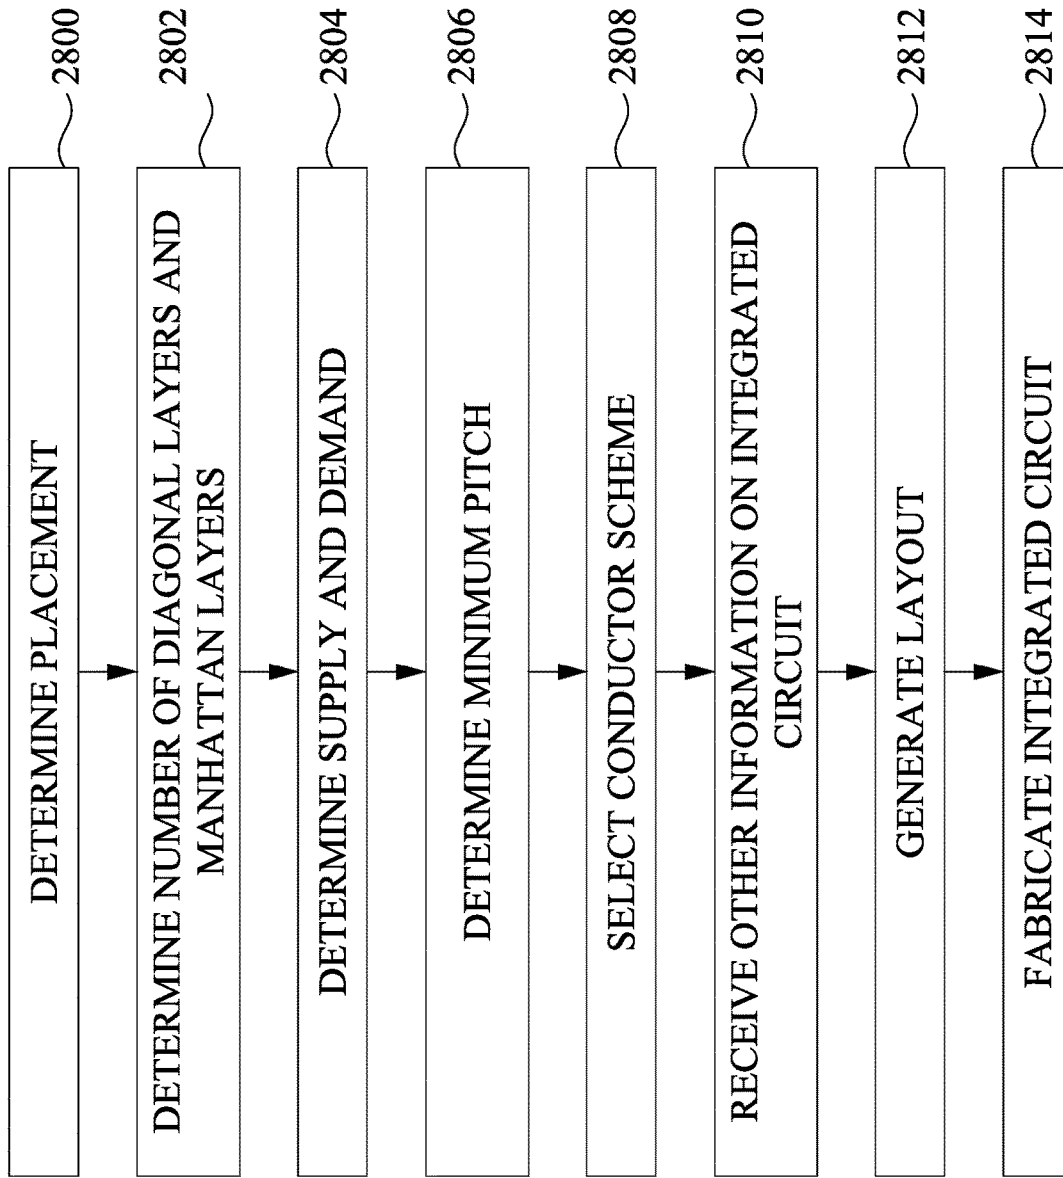 DETERMINE PLACEMENT
2800
DETERMINE NUMBER OF DIAGONAL LAYERS AND
MANHATTAN LAYERS
2802
DETERMINE SUPPLY AND DEMAND
2804
DETERMINE MINIMUM PITCH
2806
SELECT CONDUCTOR SCHEME
2808
RECEIVE OTHER INFORMATION ON INTEGRATED
CIRCUIT
2810
GENERATE LAYOUT
2812
FABRICATE INTEGRATED CIRCUIT
2814